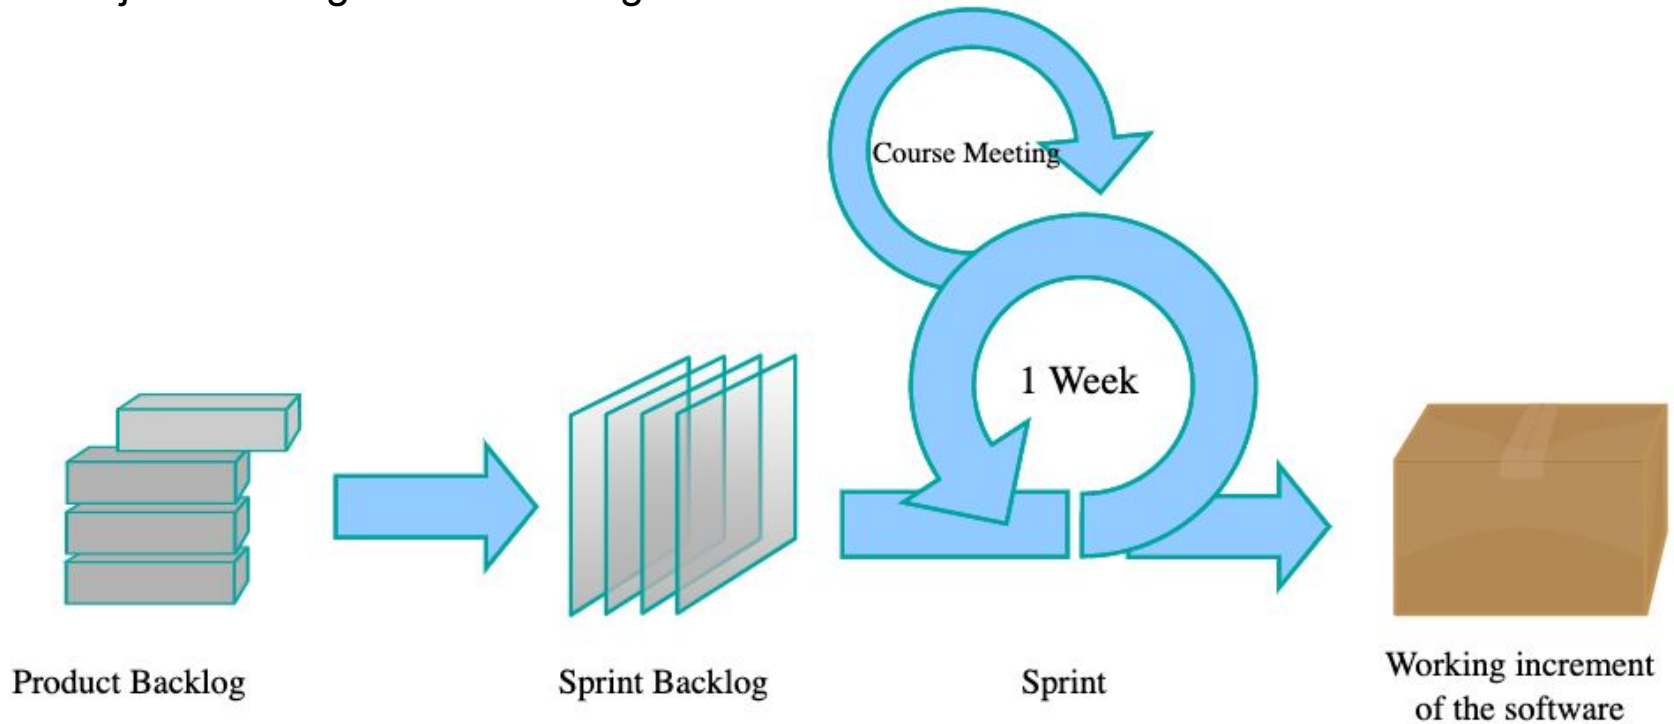 Course Meeting
1 Week
Product Backlog
Sprint Backlog
Sprint
Working increment
of the software